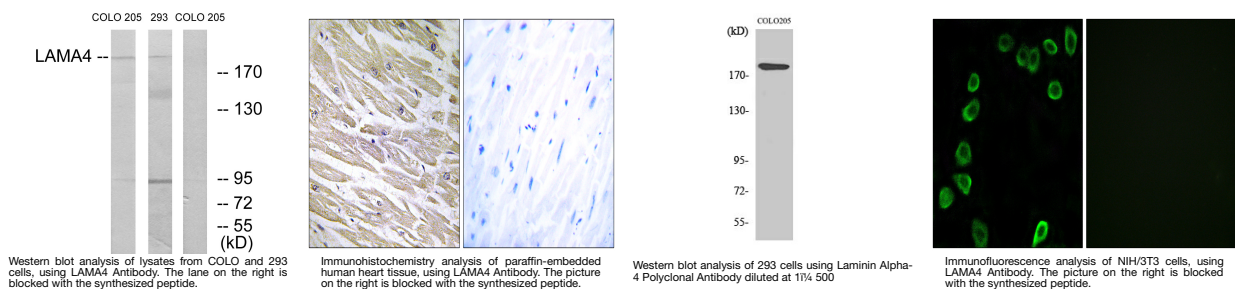 COLO 205 293 COLO 205
LAMA4 --
-- 170
-- 130
-- 95
-- 72
-- 55
(kD)
Western blot analysis of lysates from COLO and 293
cells, using LAMA4 Antibody. The lane on the right is
blocked with the synthesized peptide.
Immunohistochemistry analysis of paraffin-embedded
human heart tissue, using LAMA4 Antibody. The picture
on the right is blocked with the synthesized peptide.
COLO205
(kD)
170-
130-
95-
72-
55-
Western blot analysis of 293 cells using Laminin Alpha-
4 Polyclonal Antibody diluted at 1ï¼ 500
Immunofluorescence analysis of NIH/3T3 cells, using
LAMA4 Antibody. The picture on the right is blocked
with the synthesized peptide.